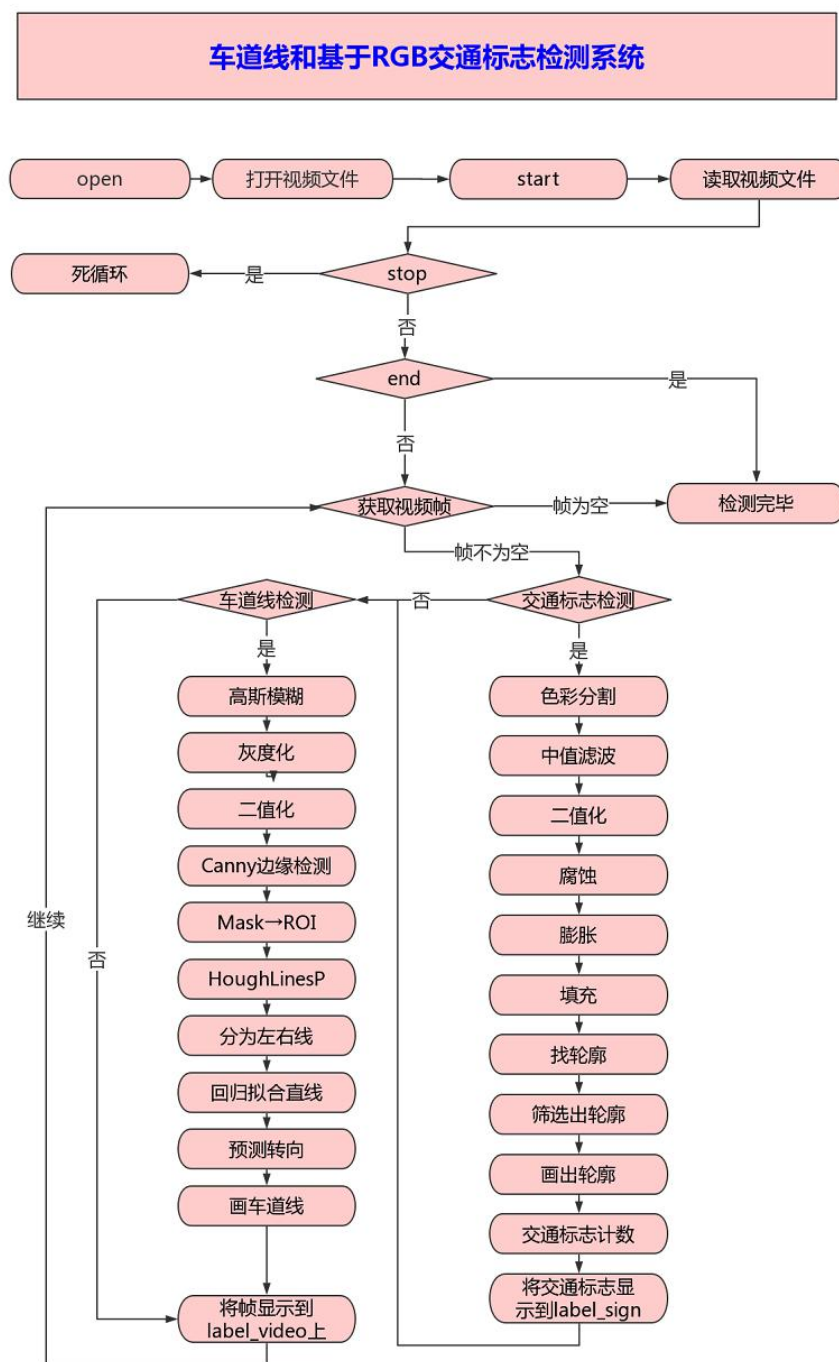 车道线和基于RGB交通标志检测系统
open
打开视频文件
start
读取视频文件
死循环
是
stop
否
end
是
否
获取视频帧
帧为空
检测完毕
帧不为空
车道线检测
否
交通标志检测
是
是
高斯模糊
色彩分割
灰度化
中值滤波
二值化
二值化
Canny边缘检测
腐蚀
继续
否
Mask→ROI
膨胀
HoughLinesP
填充
分为左右线
找轮廓
回归拟合直线
筛选出轮廓
预测转向
画出轮廓
画车道线
交通标志计数
将帧显示到
label_video上
将交通标志显
示到label_sign